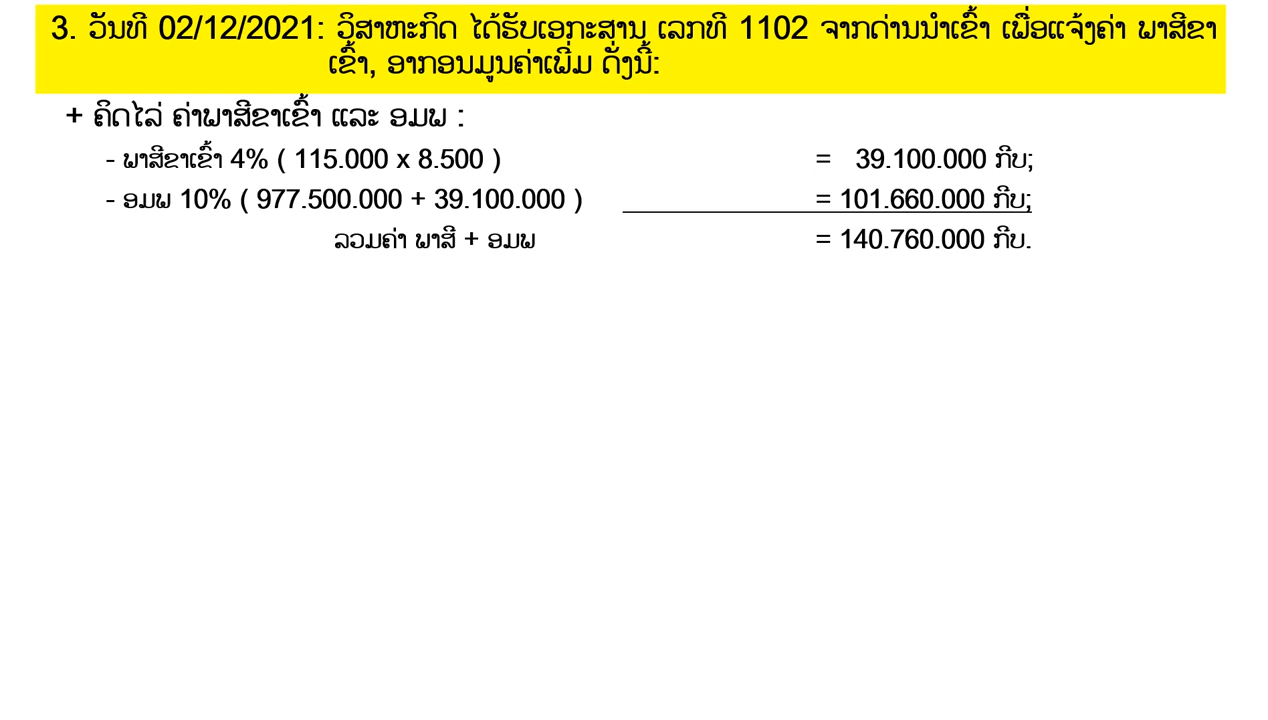 3. ວັນທີ 02/12/2021: ວິສາຫະກິດ ໄດ້ຮັບເອກະສານ ເລກທີ 1102 ຈາກດ່ານນຳເຂົ້າ ເພື່ອແຈ້ງຄ່າ ພາສີຂາ
ເຂົ້າ, ອາກອນມູນຄ່າເພີ່ມ ດັ່ງນີ້:
+ ຄິດໄລ່ ຄ່າພາສີຂາເຂົ້າ ແລະ ອມພ :
- ພາສີຂາເຂົ້າ 4% ( 115.000 x 8.500 ) = 39.100.000 ກີບ;
- ອມພ 10% ( 977.500.000 + 39.100.000 ) = 101.660.000 ກີບ;
ລວມຄ່າ ພາສີ + ອມພ = 140.760.000 ກີບ.